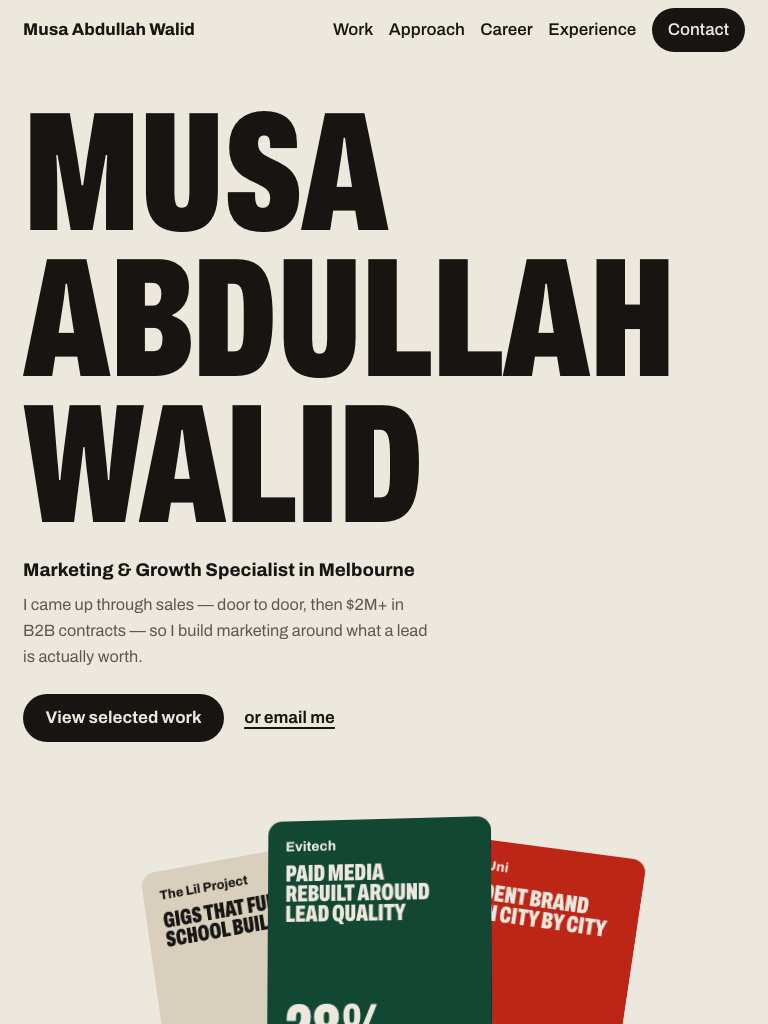 Musa Abdullah Walid
Work Approach Career Experience Contact
MUSA
ABDULLAH
WALID
Marketing & Growth Specialist in Melbourne
I came up through sales — door to door, then $2M+ in
B2B contracts — so I build marketing around what a lead
is actually worth.
View selected work or email me
The Lil Project
GIGS THAT
SCHOOL
Evitech
PAID MEDIA
REBUILT AROUND
LEAD QUALITY
Uni
BRAND
CITY BY CITY